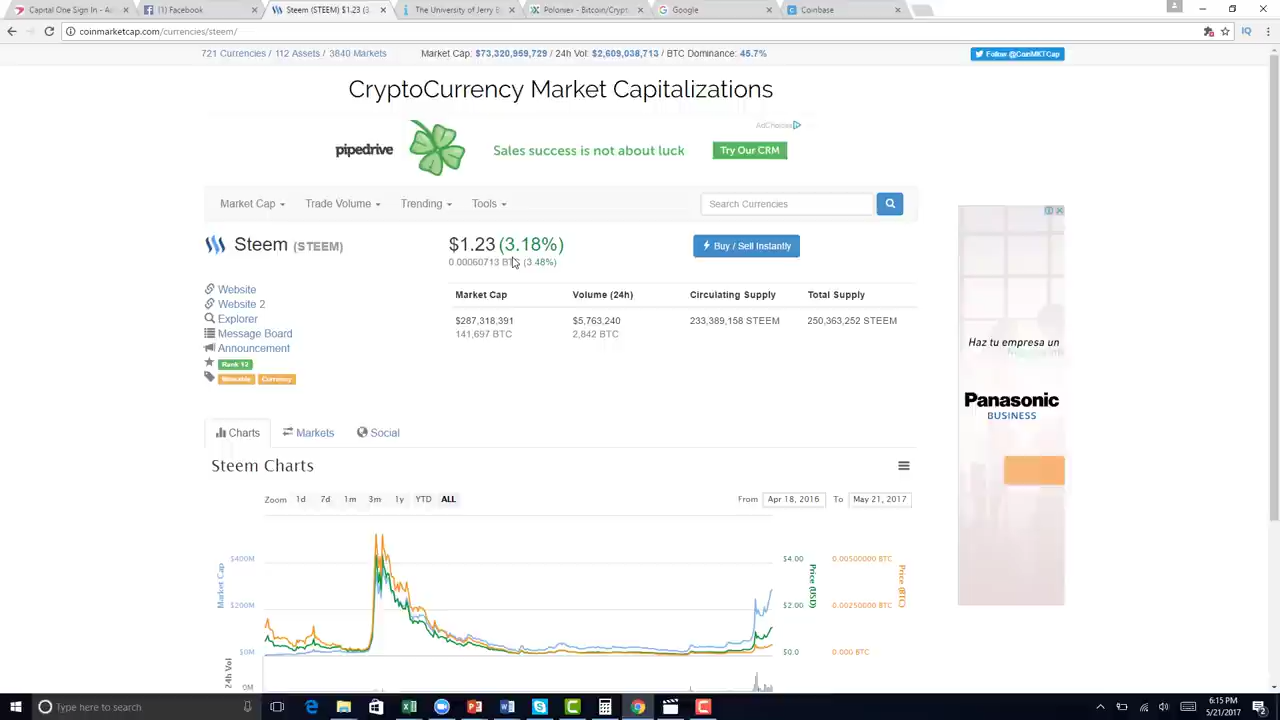 Capital One Sign In - Ac
Facebook
Steem (STEEM) $1.23 (3.
The University of Jerry B
Poloniex - Bitcoin/Crypt
Google
Coinbase
coinmarketcap.com/currencies/steem/
IQ
721 Currencies / 112 Assets / 3840 Markets
Market Cap: $73,320,959,729 / 24h Vol: $2,609,038,713 / BTC Dominance: 45.7%
Follow @CoinMKTCap
CryptoCurrency Market Capitalizations
AdChoices
pipedrive
Sales success is not about luck
Try Our CRM
Market Cap
Trade Volume
Trending
Tools
Search Currencies
Steem (STEEM)
$1.23 (3.18%)
Buy / Sell Instantly
0.00060713 BTC (3.48%)
Website
Website 2
Explorer
Message Board
Announcement
Rank 12
Mineable
Currency
Market Cap
Volume (24h)
Circulating Supply
Total Supply
$287,318,391
$5,763,240
233,389,158 STEEM
250,363,252 STEEM
141,697 BTC
2,842 BTC
Haz tu empresa un
Panasonic
BUSINESS
Charts
Markets
Social
Steem Charts
Zoom 1d 7d 1m 3m 1y YTD ALL
From Apr 18, 2016 To May 21, 2017
$400M
$200M
$0M
Market Cap
$4.00
$2.00
$0.0
Price (USD)
0.00500000 BTC
0.00250000 BTC
0.000 BTC
Price (BTC)
24h Vol
0M
Type here to search
6:15 PM
5/21/2017